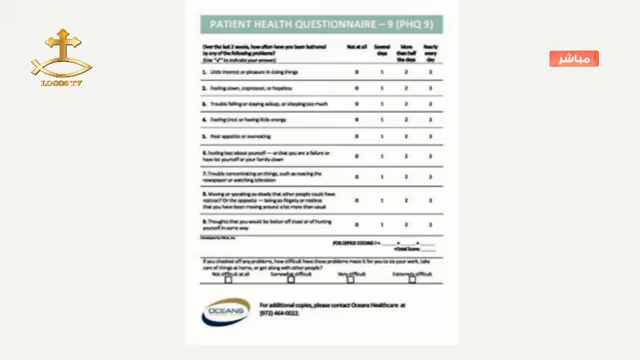 PATIENT HEALTH QUESTIONNAIRE – 9 (PHQ 9)
LOGOS TV
مباشر
Over the last 2 weeks, how often have you been bothered by any of the following problems?
(Use "✓" to indicate your answer)
Not at all
Several days
More than half the days
Nearly every day
1. Little interest or pleasure in doing things 0 1 2 3
2. Feeling down, depressed, or hopeless 0 1 2 3
3. Trouble falling or staying asleep, or sleeping too much 0 1 2 3
4. Feeling tired or having little energy 0 1 2 3
5. Poor appetite or overeating 0 1 2 3
6. Feeling bad about yourself — or that you are a failure or
have let yourself or your family down 0 1 2 3
7. Trouble concentrating on things, such as reading the
newspaper or watching television 0 1 2 3
8. Moving or speaking so slowly that other people could have
noticed? Or the opposite — being so fidgety or restless
that you have been moving around a lot more than usual 0 1 2 3
9. Thoughts that you would be better off dead or of hurting
yourself in some way 0 1 2 3
FOR OFFICE CODING
=Total Score:
If you checked off any problems, how difficult have these problems made it for you to do your work, take
care of things at home, or get along with other people?
Not difficult at all Somewhat difficult Very difficult Extremely difficult
OCEANS
For additional copies, please contact Oceans Healthcare at
(972) 464-0022.